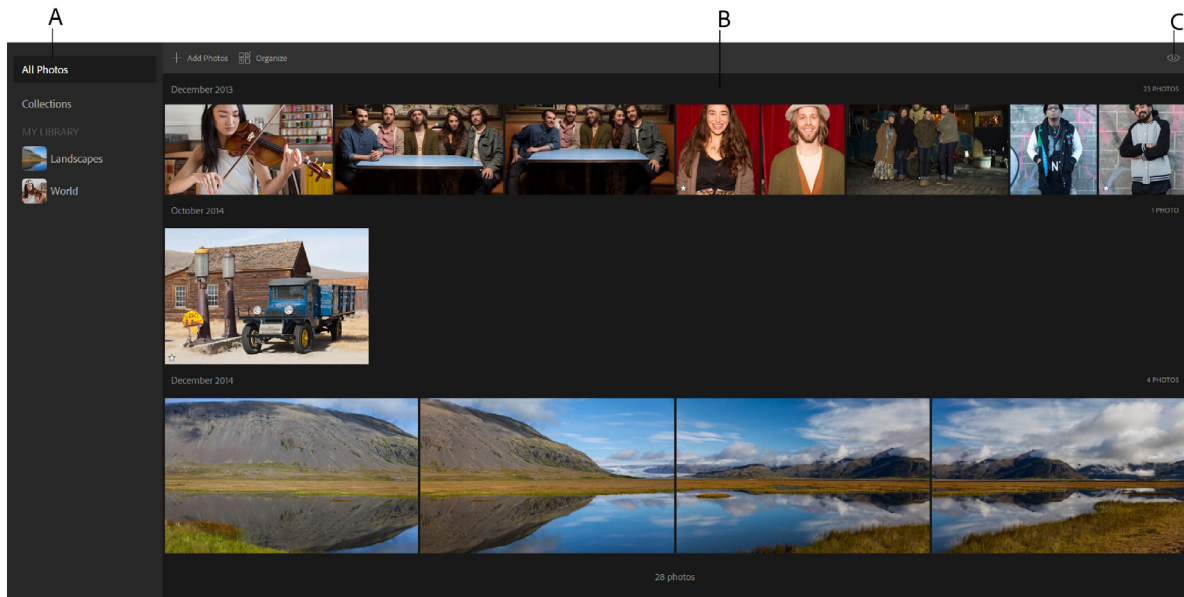 A
B
C
All Photos
Add Photos
Organize
December 2013
23 PHOTOS
Collections
MY LIBRARY
Landscapes
World
N
October 2014
1 PHOTO
December 2014
4 PHOTOS
28 photos